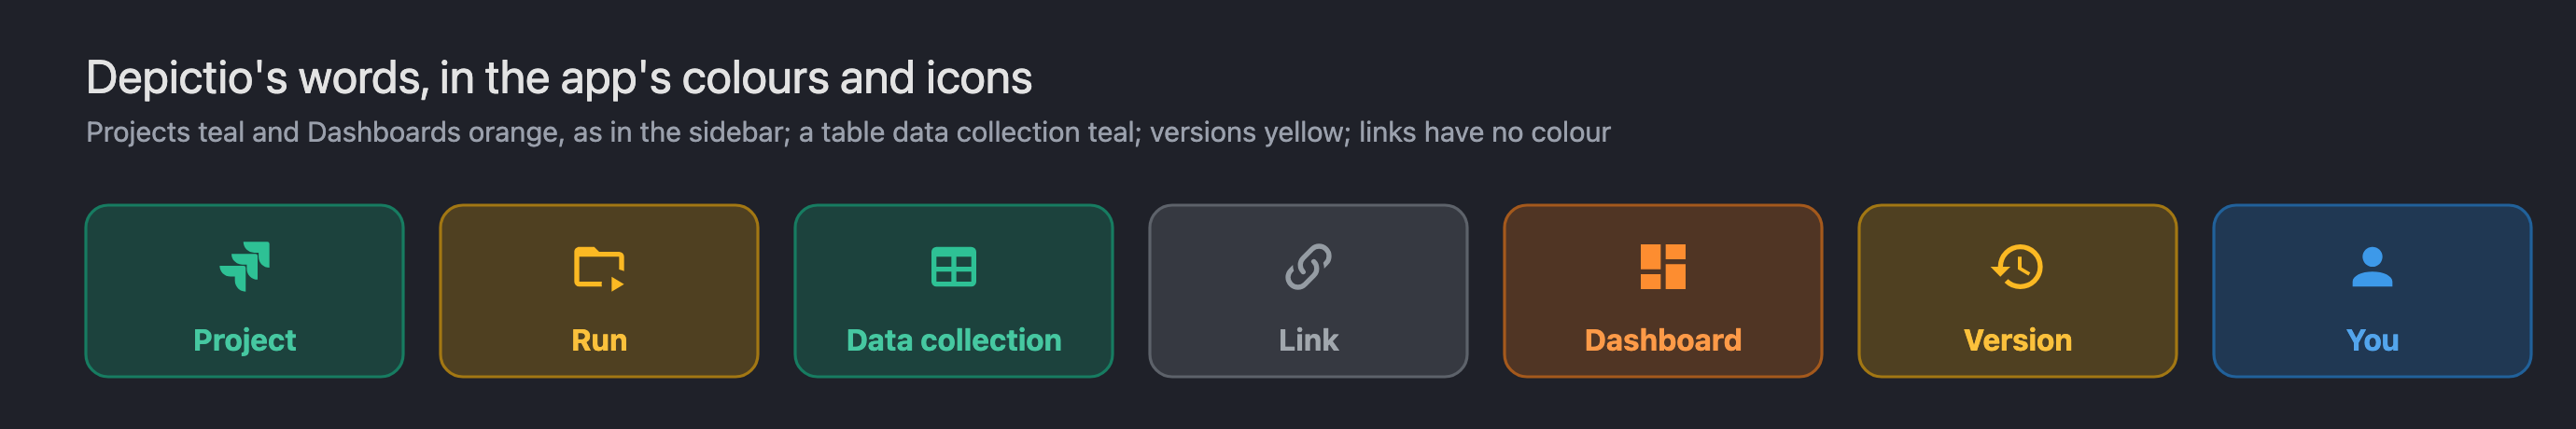 Depictio's words, in the app's colours and icons
Projects teal and Dashboards orange, as in the sidebar; a table data collection teal; versions yellow; links have no colour
Project
Run
Data collection
Link
Dashboard
Version
You